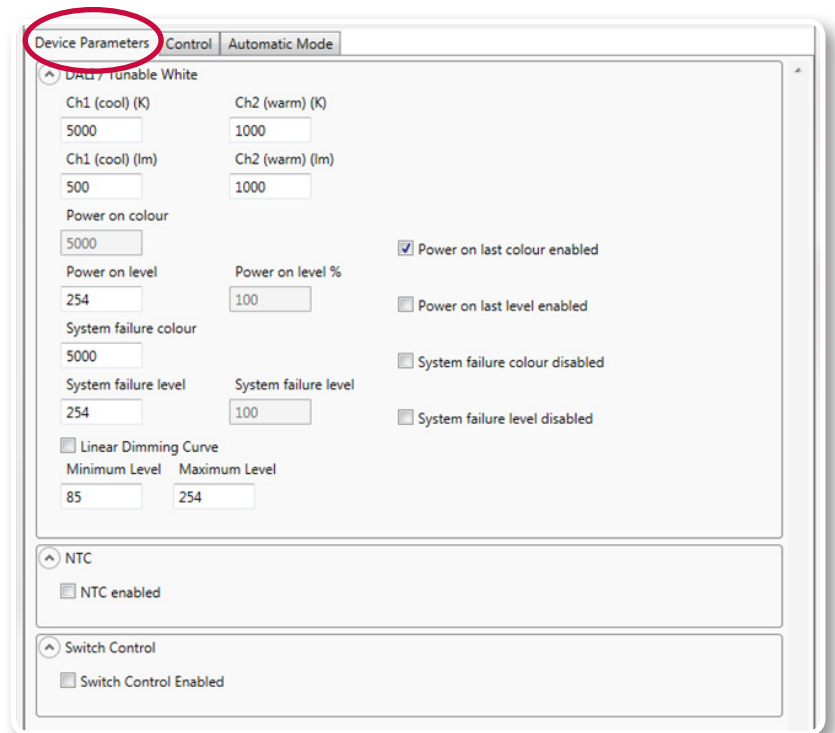 Device Parameters Control Automatic Mode
DALI / Tunable White
Ch1 (cool) (K) Ch2 (warm) (K)
5000 1000
Ch1 (cool) (lm) Ch2 (warm) (lm)
500 1000
Power on colour
5000 Power on last colour enabled
Power on level Power on level %
254 100 Power on last level enabled
System failure colour
5000 System failure colour disabled
System failure level System failure level
254 100 System failure level disabled
Linear Dimming Curve
Minimum Level Maximum Level
85 254
NTC
NTC enabled
Switch Control
Switch Control Enabled